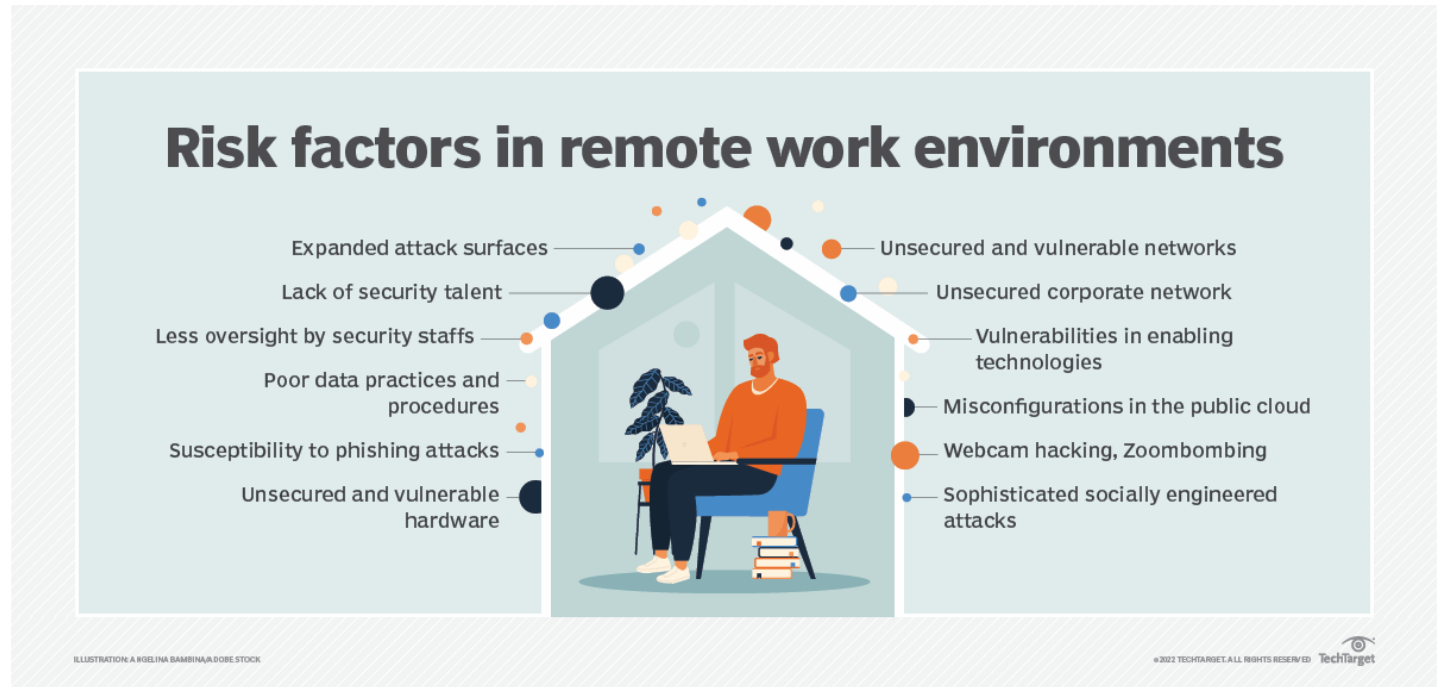 Risk factors in remote work environments
Expanded attack surfaces
Lack of security talent
Less oversight by security staffs
Poor data practices and
procedures
Susceptibility to phishing attacks
Unsecured and vulnerable
hardware
Unsecured and vulnerable networks
Unsecured corporate network
Vulnerabilities in enabling
technologies
Misconfigurations in the public cloud
Webcam hacking, Zoombombing
Sophisticated socially engineered
attacks
ILLUSTRATION: ANGELINA BAMBINA/ADOBE STOCK
©2022 TECHTARGET. ALL RIGHTS RESERVED TechTarget